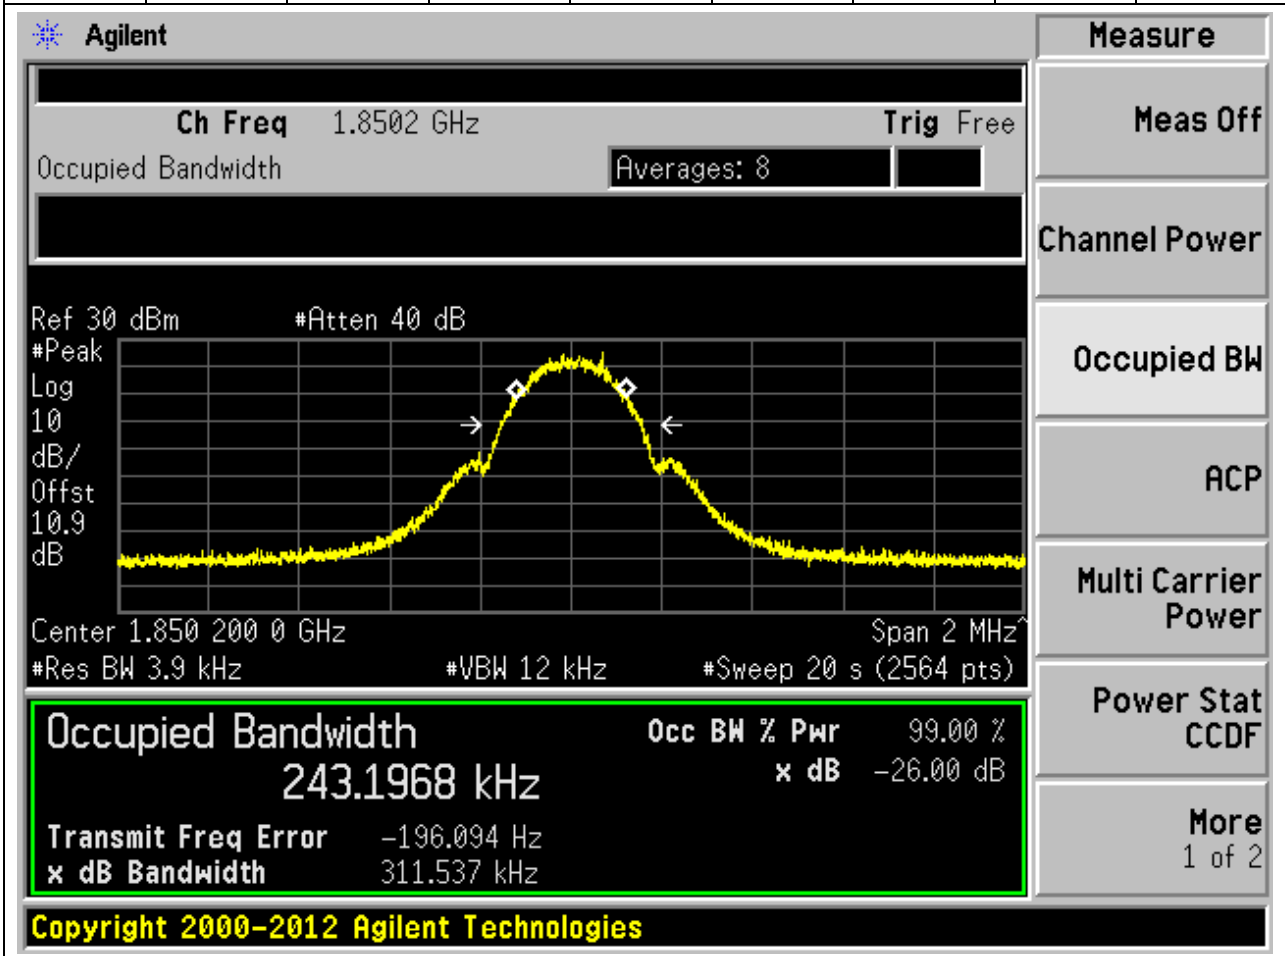 Agilent
Measure
Ch Freq 1.8502 GHz Trig Free
Occupied Bandwidth Averages: 8
Meas Off
Channel Power
Occupied BW
ACP
Multi Carrier
Power
Power Stat
CCDF
More
1 of 2
Ref 30 dBm #Atten 40 dB
#Peak
Log
10
dB/
Offst
10.9
dB
Center 1.850 200 0 GHz Span 2 MHz^
#Res BW 3.9 kHz #VBW 12 kHz #Sweep 20 s (2564 pts)
Occupied Bandwidth Occ BW % Pwr 99.00 %
243.1968 kHz x dB -26.00 dB
Transmit Freq Error -196.094 Hz
x dB Bandwidth 311.537 kHz
Copyright 2000-2012 Agilent Technologies